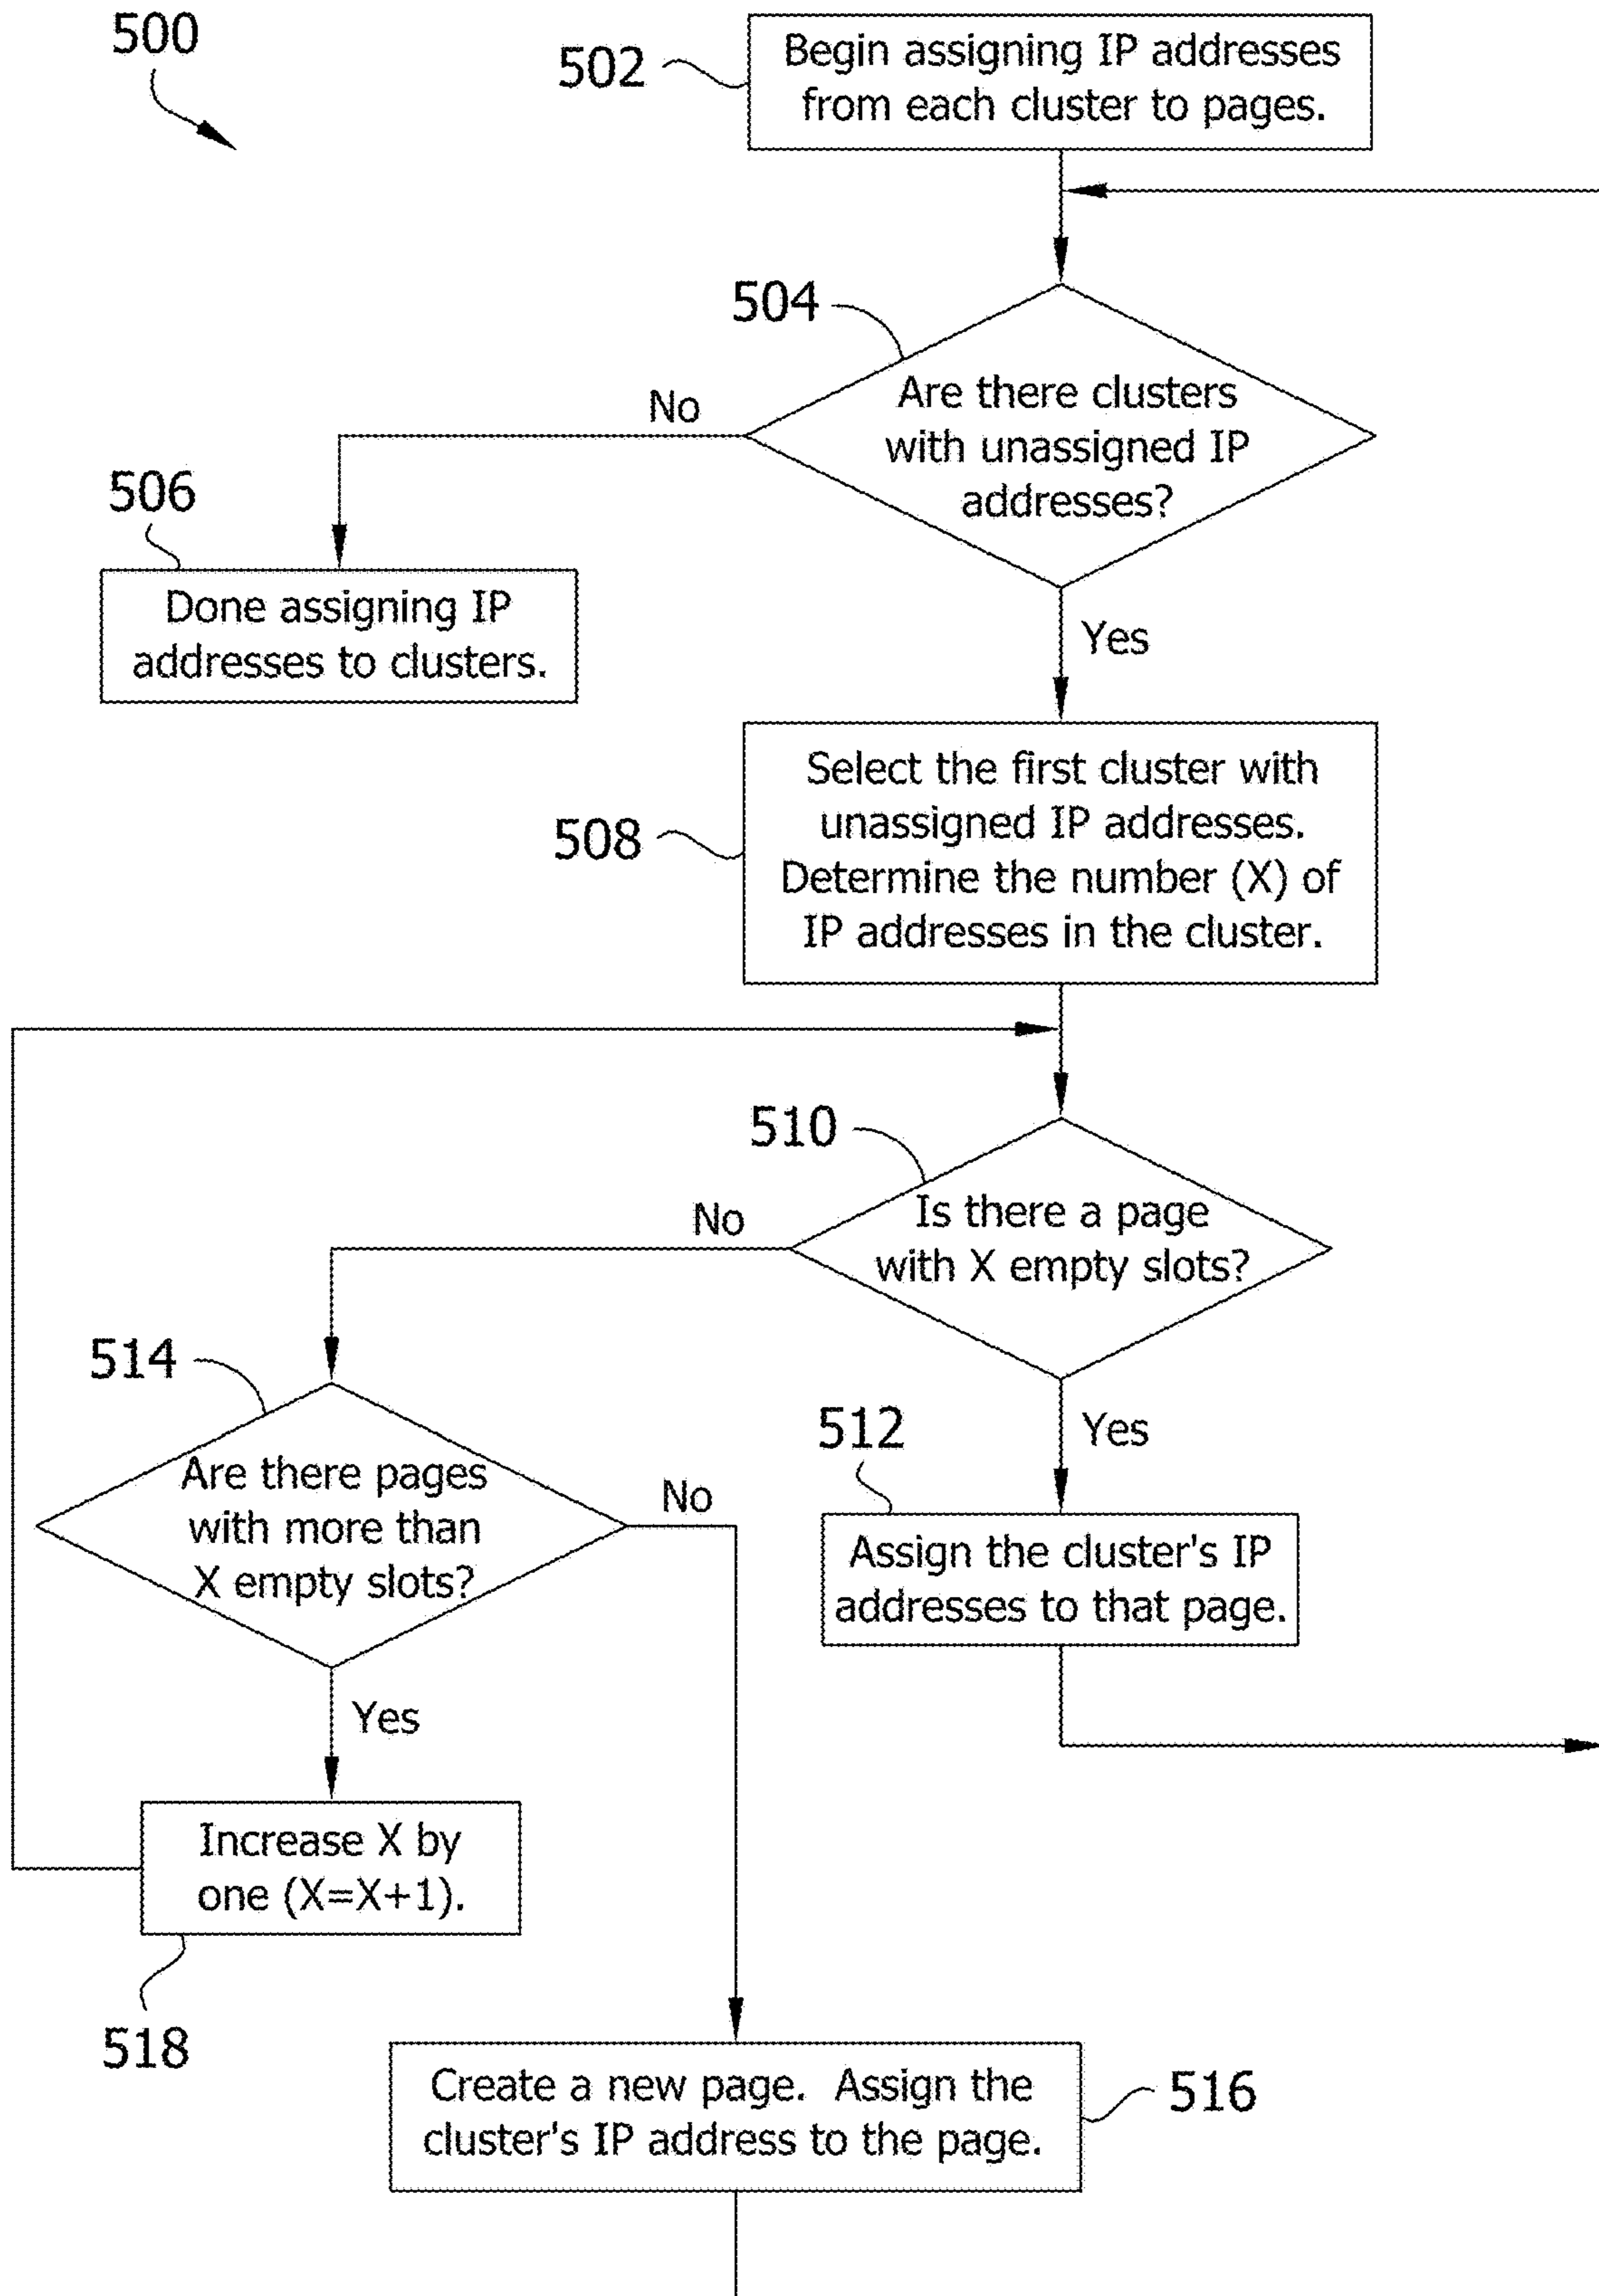 500
502
Begin assigning IP addresses
from each cluster to pages.
504
Are there clusters
with unassigned IP
addresses?
No
506
Done assigning IP
addresses to clusters.
Yes
508
Select the first cluster with
unassigned IP addresses.
Determine the number (X) of
IP addresses in the cluster.
510
Is there a page
with X empty slots?
No
514
Are there pages
with more than
X empty slots?
No
512
Yes
Assign the cluster's IP
addresses to that page.
Yes
Increase X by
one (X=X+1).
518
Create a new page. Assign the
cluster's IP address to the page.
516